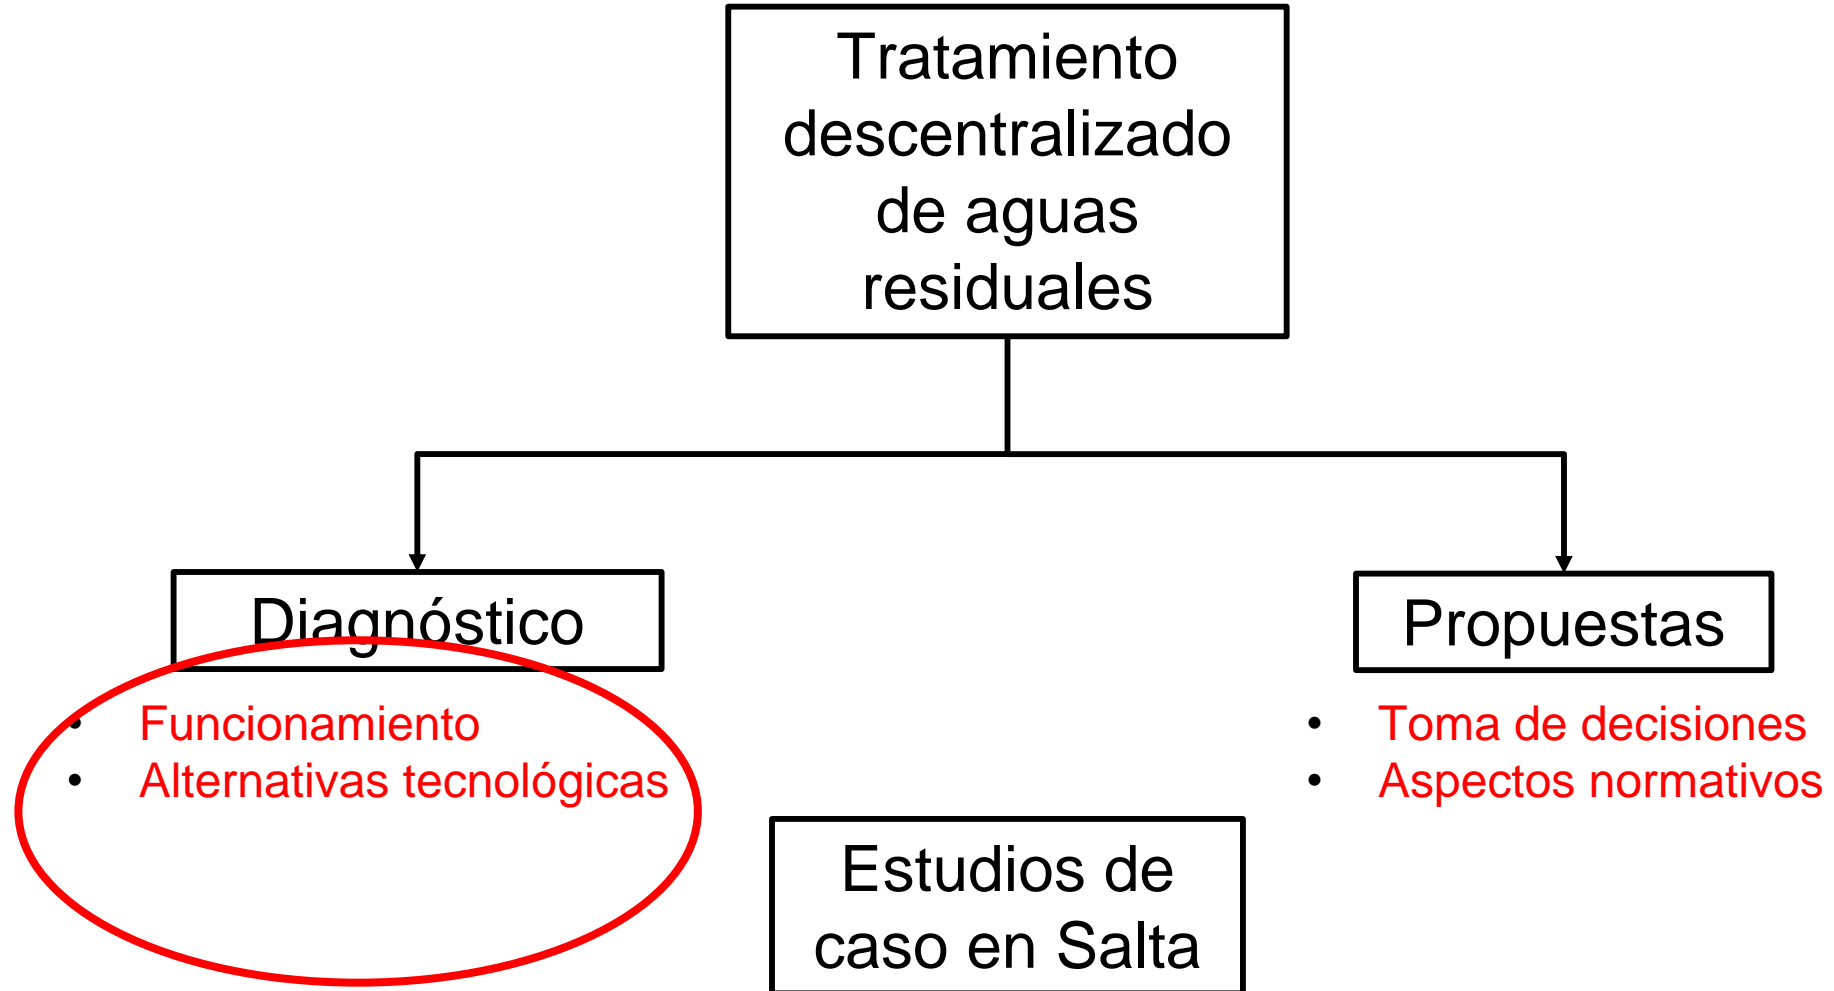 Tratamiento
descentralizado
de aguas
residuales
Diagnóstico
• Funcionamiento
• Alternativas tecnológicas
Propuestas
• Toma de decisiones
• Aspectos normativos
Estudios de
caso en Salta